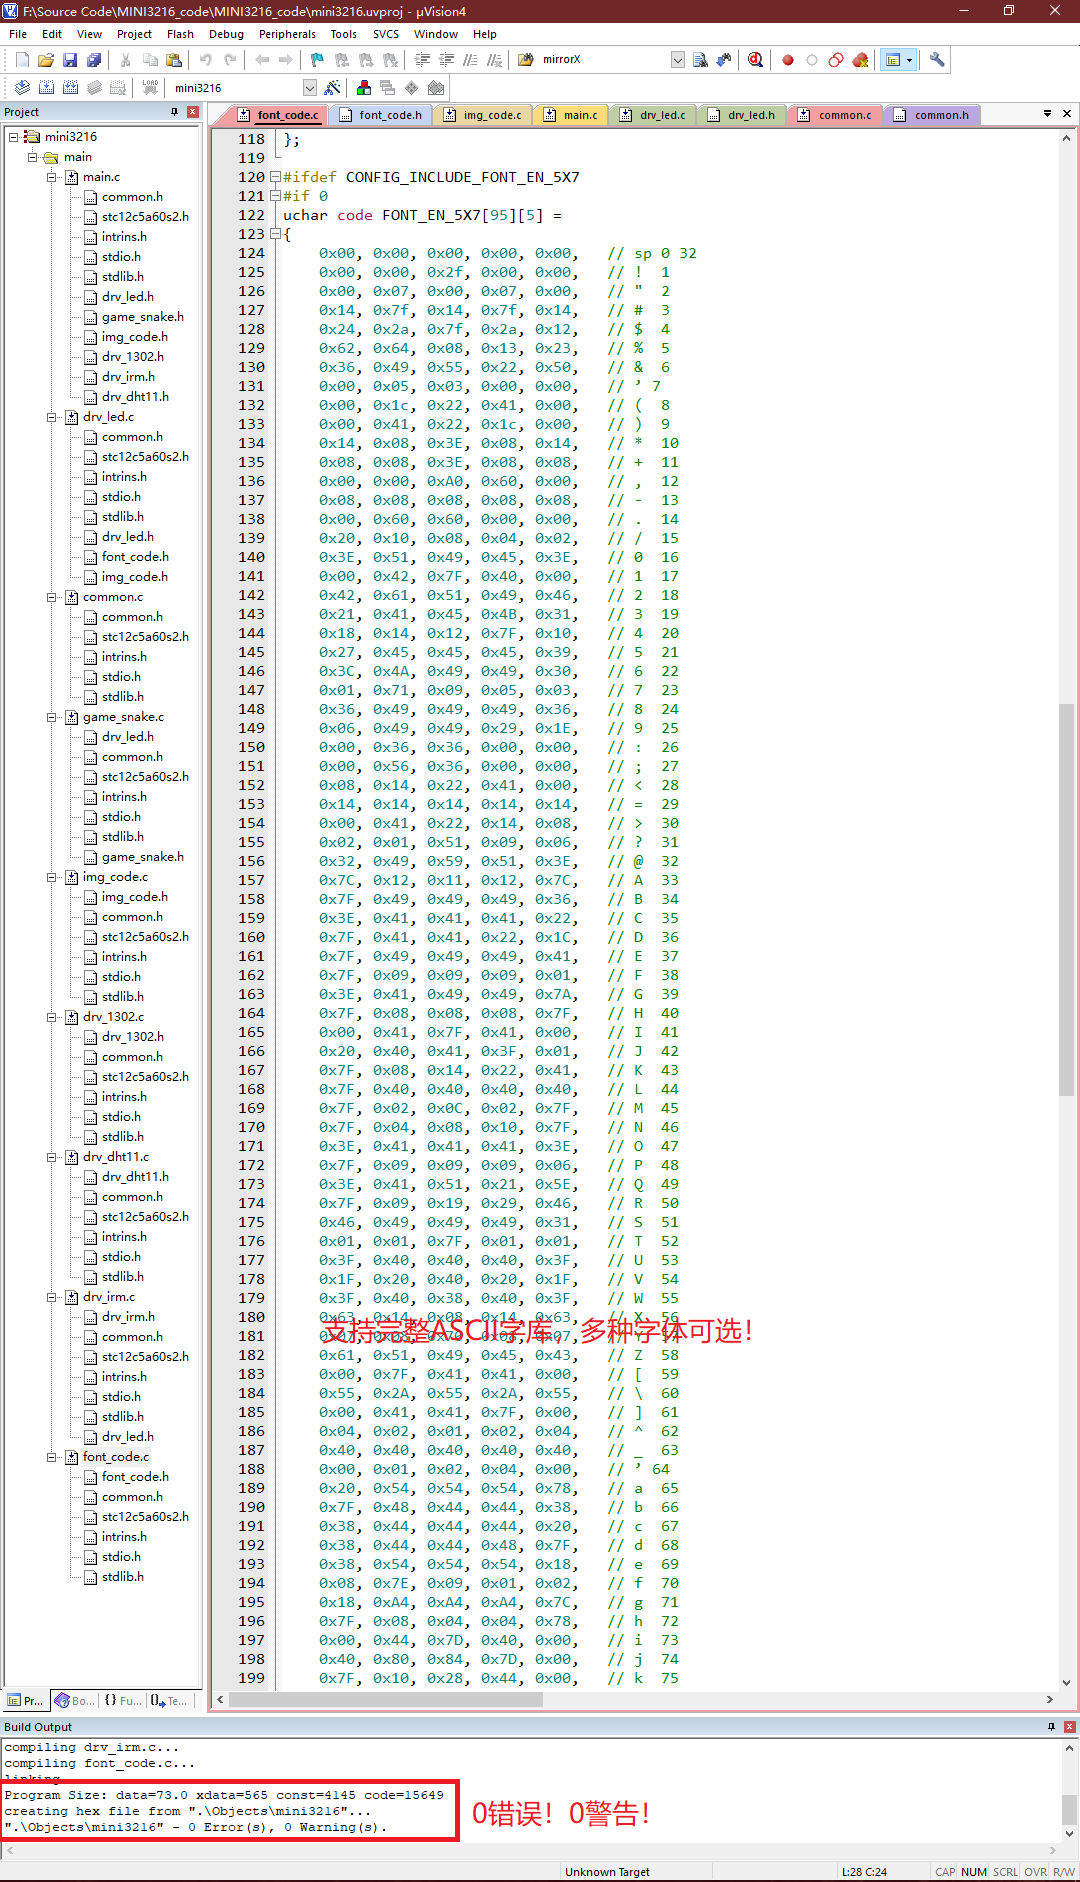 F:\Source Code\MINI3216_code\MINI3216_code\mini3216.uvproj - µVision4
File Edit View Project Flash Debug Peripherals Tools SVCS Window Help
mirrorX
LOAD mini3216
Project
font_code.c font_code.h img_code.c main.c drv_led.c drv_led.h common.c common.h
mini3216
main
main.c
common.h
stc12c5a60s2.h
intrins.h
stdio.h
stdlib.h
drv_led.h
game_snake.h
img_code.h
drv_1302.h
drv_irm.h
drv_dht11.h
drv_led.c
common.h
stc12c5a60s2.h
intrins.h
stdio.h
stdlib.h
drv_led.h
font_code.h
img_code.h
common.c
common.h
stc12c5a60s2.h
intrins.h
stdio.h
stdlib.h
game_snake.c
drv_led.h
common.h
stc12c5a60s2.h
intrins.h
stdio.h
stdlib.h
game_snake.h
img_code.c
img_code.h
common.h
stc12c5a60s2.h
intrins.h
stdio.h
stdlib.h
drv_1302.c
drv_1302.h
common.h
stc12c5a60s2.h
intrins.h
stdio.h
stdlib.h
drv_dht11.c
drv_dht11.h
common.h
stc12c5a60s2.h
intrins.h
stdio.h
stdlib.h
drv_irm.c
drv_irm.h
common.h
stc12c5a60s2.h
intrins.h
stdio.h
stdlib.h
drv_led.h
font_code.c
font_code.h
common.h
stc12c5a60s2.h
intrins.h
stdio.h
stdlib.h
Pr... Bo... {} Fu... Te...
118 };
119
120 #ifdef CONFIG_INCLUDE_FONT_EN_5X7
121 #if 0
122 uchar code FONT_EN_5X7[95][5] =
123 {
124 0x00, 0x00, 0x00, 0x00, 0x00, // sp 0 32
125 0x00, 0x00, 0x2f, 0x00, 0x00, // ! 1
126 0x00, 0x07, 0x00, 0x07, 0x00, // " 2
127 0x14, 0x7f, 0x14, 0x7f, 0x14, // # 3
128 0x24, 0x2a, 0x7f, 0x2a, 0x12, // $ 4
129 0x62, 0x64, 0x08, 0x13, 0x23, // % 5
130 0x36, 0x49, 0x55, 0x22, 0x50, // & 6
131 0x00, 0x05, 0x03, 0x00, 0x00, // ’ 7
132 0x00, 0x1c, 0x22, 0x41, 0x00, // ( 8
133 0x00, 0x41, 0x22, 0x1c, 0x00, // ) 9
134 0x14, 0x08, 0x3E, 0x08, 0x14, // * 10
135 0x08, 0x08, 0x3E, 0x08, 0x08, // + 11
136 0x00, 0x00, 0xA0, 0x60, 0x00, // , 12
137 0x08, 0x08, 0x08, 0x08, 0x08, // - 13
138 0x00, 0x60, 0x60, 0x00, 0x00, // . 14
139 0x20, 0x10, 0x08, 0x04, 0x02, // / 15
140 0x3E, 0x51, 0x49, 0x45, 0x3E, // 0 16
141 0x00, 0x42, 0x7F, 0x40, 0x00, // 1 17
142 0x42, 0x61, 0x51, 0x49, 0x46, // 2 18
143 0x21, 0x41, 0x45, 0x4B, 0x31, // 3 19
144 0x18, 0x14, 0x12, 0x7F, 0x10, // 4 20
145 0x27, 0x45, 0x45, 0x45, 0x39, // 5 21
146 0x3C, 0x4A, 0x49, 0x49, 0x30, // 6 22
147 0x01, 0x71, 0x09, 0x05, 0x03, // 7 23
148 0x36, 0x49, 0x49, 0x49, 0x36, // 8 24
149 0x06, 0x49, 0x49, 0x29, 0x1E, // 9 25
150 0x00, 0x36, 0x36, 0x00, 0x00, // : 26
151 0x00, 0x56, 0x36, 0x00, 0x00, // ; 27
152 0x08, 0x14, 0x22, 0x41, 0x00, // < 28
153 0x14, 0x14, 0x14, 0x14, 0x14, // = 29
154 0x00, 0x41, 0x22, 0x14, 0x08, // > 30
155 0x02, 0x01, 0x51, 0x09, 0x06, // ? 31
156 0x32, 0x49, 0x59, 0x51, 0x3E, // @ 32
157 0x7C, 0x12, 0x11, 0x12, 0x7C, // A 33
158 0x7F, 0x49, 0x49, 0x49, 0x36, // B 34
159 0x3E, 0x41, 0x41, 0x41, 0x22, // C 35
160 0x7F, 0x41, 0x41, 0x22, 0x1C, // D 36
161 0x7F, 0x49, 0x49, 0x49, 0x41, // E 37
162 0x7F, 0x09, 0x09, 0x09, 0x01, // F 38
163 0x3E, 0x41, 0x49, 0x49, 0x7A, // G 39
164 0x7F, 0x08, 0x08, 0x08, 0x7F, // H 40
165 0x00, 0x41, 0x7F, 0x41, 0x00, // I 41
166 0x20, 0x40, 0x41, 0x3F, 0x01, // J 42
167 0x7F, 0x08, 0x14, 0x22, 0x41, // K 43
168 0x7F, 0x40, 0x40, 0x40, 0x40, // L 44
169 0x7F, 0x02, 0x0C, 0x02, 0x7F, // M 45
170 0x7F, 0x04, 0x08, 0x10, 0x7F, // N 46
171 0x3E, 0x41, 0x41, 0x41, 0x3E, // O 47
172 0x7F, 0x09, 0x09, 0x09, 0x06, // P 48
173 0x3E, 0x41, 0x51, 0x21, 0x5E, // Q 49
174 0x7F, 0x09, 0x19, 0x29, 0x46, // R 50
175 0x46, 0x49, 0x49, 0x49, 0x31, // S 51
176 0x01, 0x01, 0x7F, 0x01, 0x01, // T 52
177 0x3F, 0x40, 0x40, 0x40, 0x3F, // U 53
178 0x1F, 0x20, 0x40, 0x20, 0x1F, // V 54
179 0x3F, 0x40, 0x38, 0x40, 0x3F, // W 55
180 0x63, 0x14, 0x08, 0x14, 0x63, // X 56
支持完整ASCII字库，多种字体可选！
181 0x07, 0x08, 0x70, 0x08, 0x07, // Y 57
182 0x61, 0x51, 0x49, 0x45, 0x43, // Z 58
183 0x00, 0x7F, 0x41, 0x41, 0x00, // [ 59
184 0x55, 0x2A, 0x55, 0x2A, 0x55, // \ 60
185 0x00, 0x41, 0x41, 0x7F, 0x00, // ] 61
186 0x04, 0x02, 0x01, 0x02, 0x04, // ^ 62
187 0x40, 0x40, 0x40, 0x40, 0x40, // _ 63
188 0x00, 0x01, 0x02, 0x04, 0x00, // ’ 64
189 0x20, 0x54, 0x54, 0x54, 0x78, // a 65
190 0x7F, 0x48, 0x44, 0x44, 0x38, // b 66
191 0x38, 0x44, 0x44, 0x44, 0x20, // c 67
192 0x38, 0x44, 0x44, 0x48, 0x7F, // d 68
193 0x38, 0x54, 0x54, 0x54, 0x18, // e 69
194 0x08, 0x7E, 0x09, 0x01, 0x02, // f 70
195 0x18, 0xA4, 0xA4, 0xA4, 0x7C, // g 71
196 0x7F, 0x08, 0x04, 0x04, 0x78, // h 72
197 0x00, 0x44, 0x7D, 0x40, 0x00, // i 73
198 0x40, 0x80, 0x84, 0x7D, 0x00, // j 74
199 0x7F, 0x10, 0x28, 0x44, 0x00, // k 75
Build Output
compiling drv_irm.c...
compiling font_code.c...
linking...
Program Size: data=73.0 xdata=565 const=4145 code=15649
creating hex file from ".\Objects\mini3216"...
".\Objects\mini3216" - 0 Error(s), 0 Warning(s).
0错误！0警告！
Unknown Target L:28 C:24 CAP NUM SCRL OVR R/W